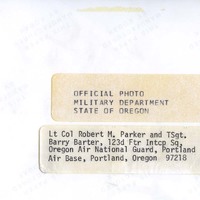 OFFICIAL PHOTO
MILITARY DEPARTMENT
STATE OF OREGON
Lt Col Robert M. Parker and TSgt.
Barry Barter, 123d Ftr Intcp Sq,
Oregon Air National Guard, Portland
Air Base, Portland, Oregon 97218